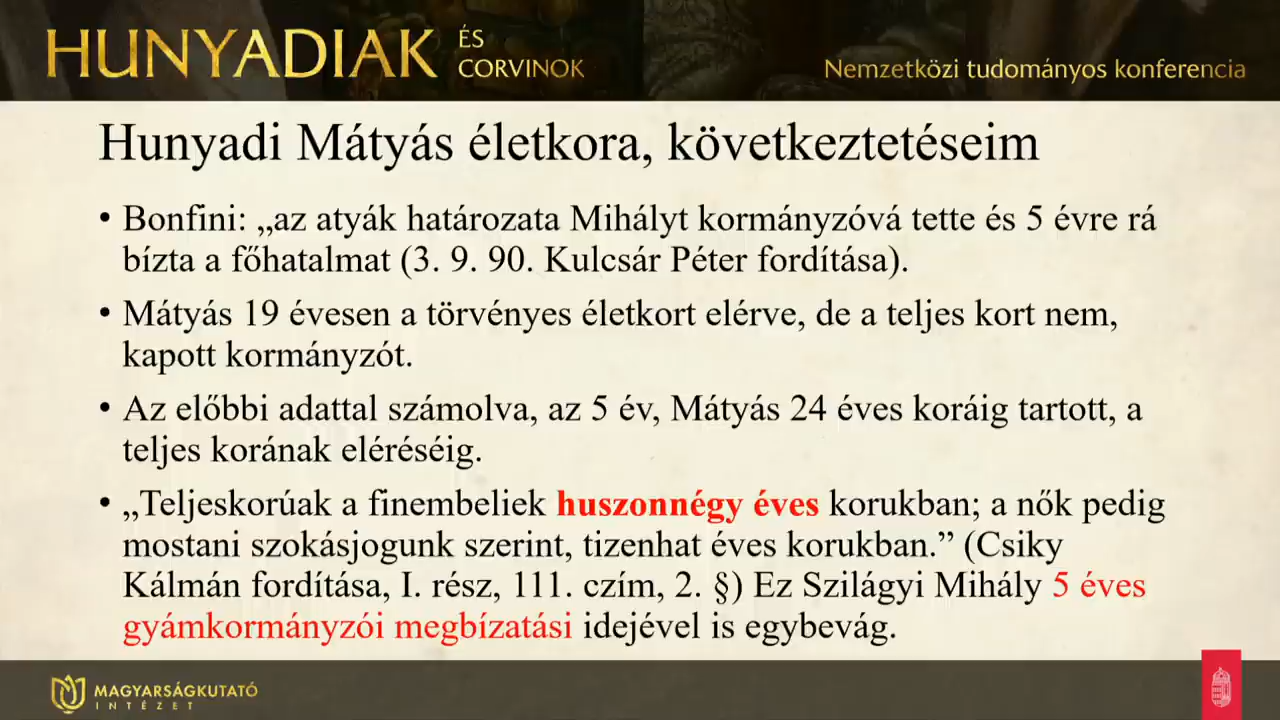 HUNYADIAK ÉS CORVINOK
Nemzetközi tudományos konferencia
Hunyadi Mátyás életkora, következtetéseim
• Bonfini: „az atyák határozata Mihályt kormányzóvá tette és 5 évre rá
bízta a főhatalmat (3. 9. 90. Kulcsár Péter fordítása).
• Mátyás 19 évesen a törvényes életkort elérve, de a teljes kort nem,
kapott kormányzót.
• Az előbbi adattal számolva, az 5 év, Mátyás 24 éves koráig tartott, a
teljes korának eléréséig.
• „Teljeskorúak a finembeliek huszonnégy éves korukban; a nők pedig
mostani szokásjogunk szerint, tizenhat éves korukban.” (Csiky
Kálmán fordítása, I. rész, 111. czím, 2. §) Ez Szilágyi Mihály 5 éves
gyámkormányzói megbízatási idejével is egybevág.
MAGYARSÁGKUTATÓ
INTÉZET